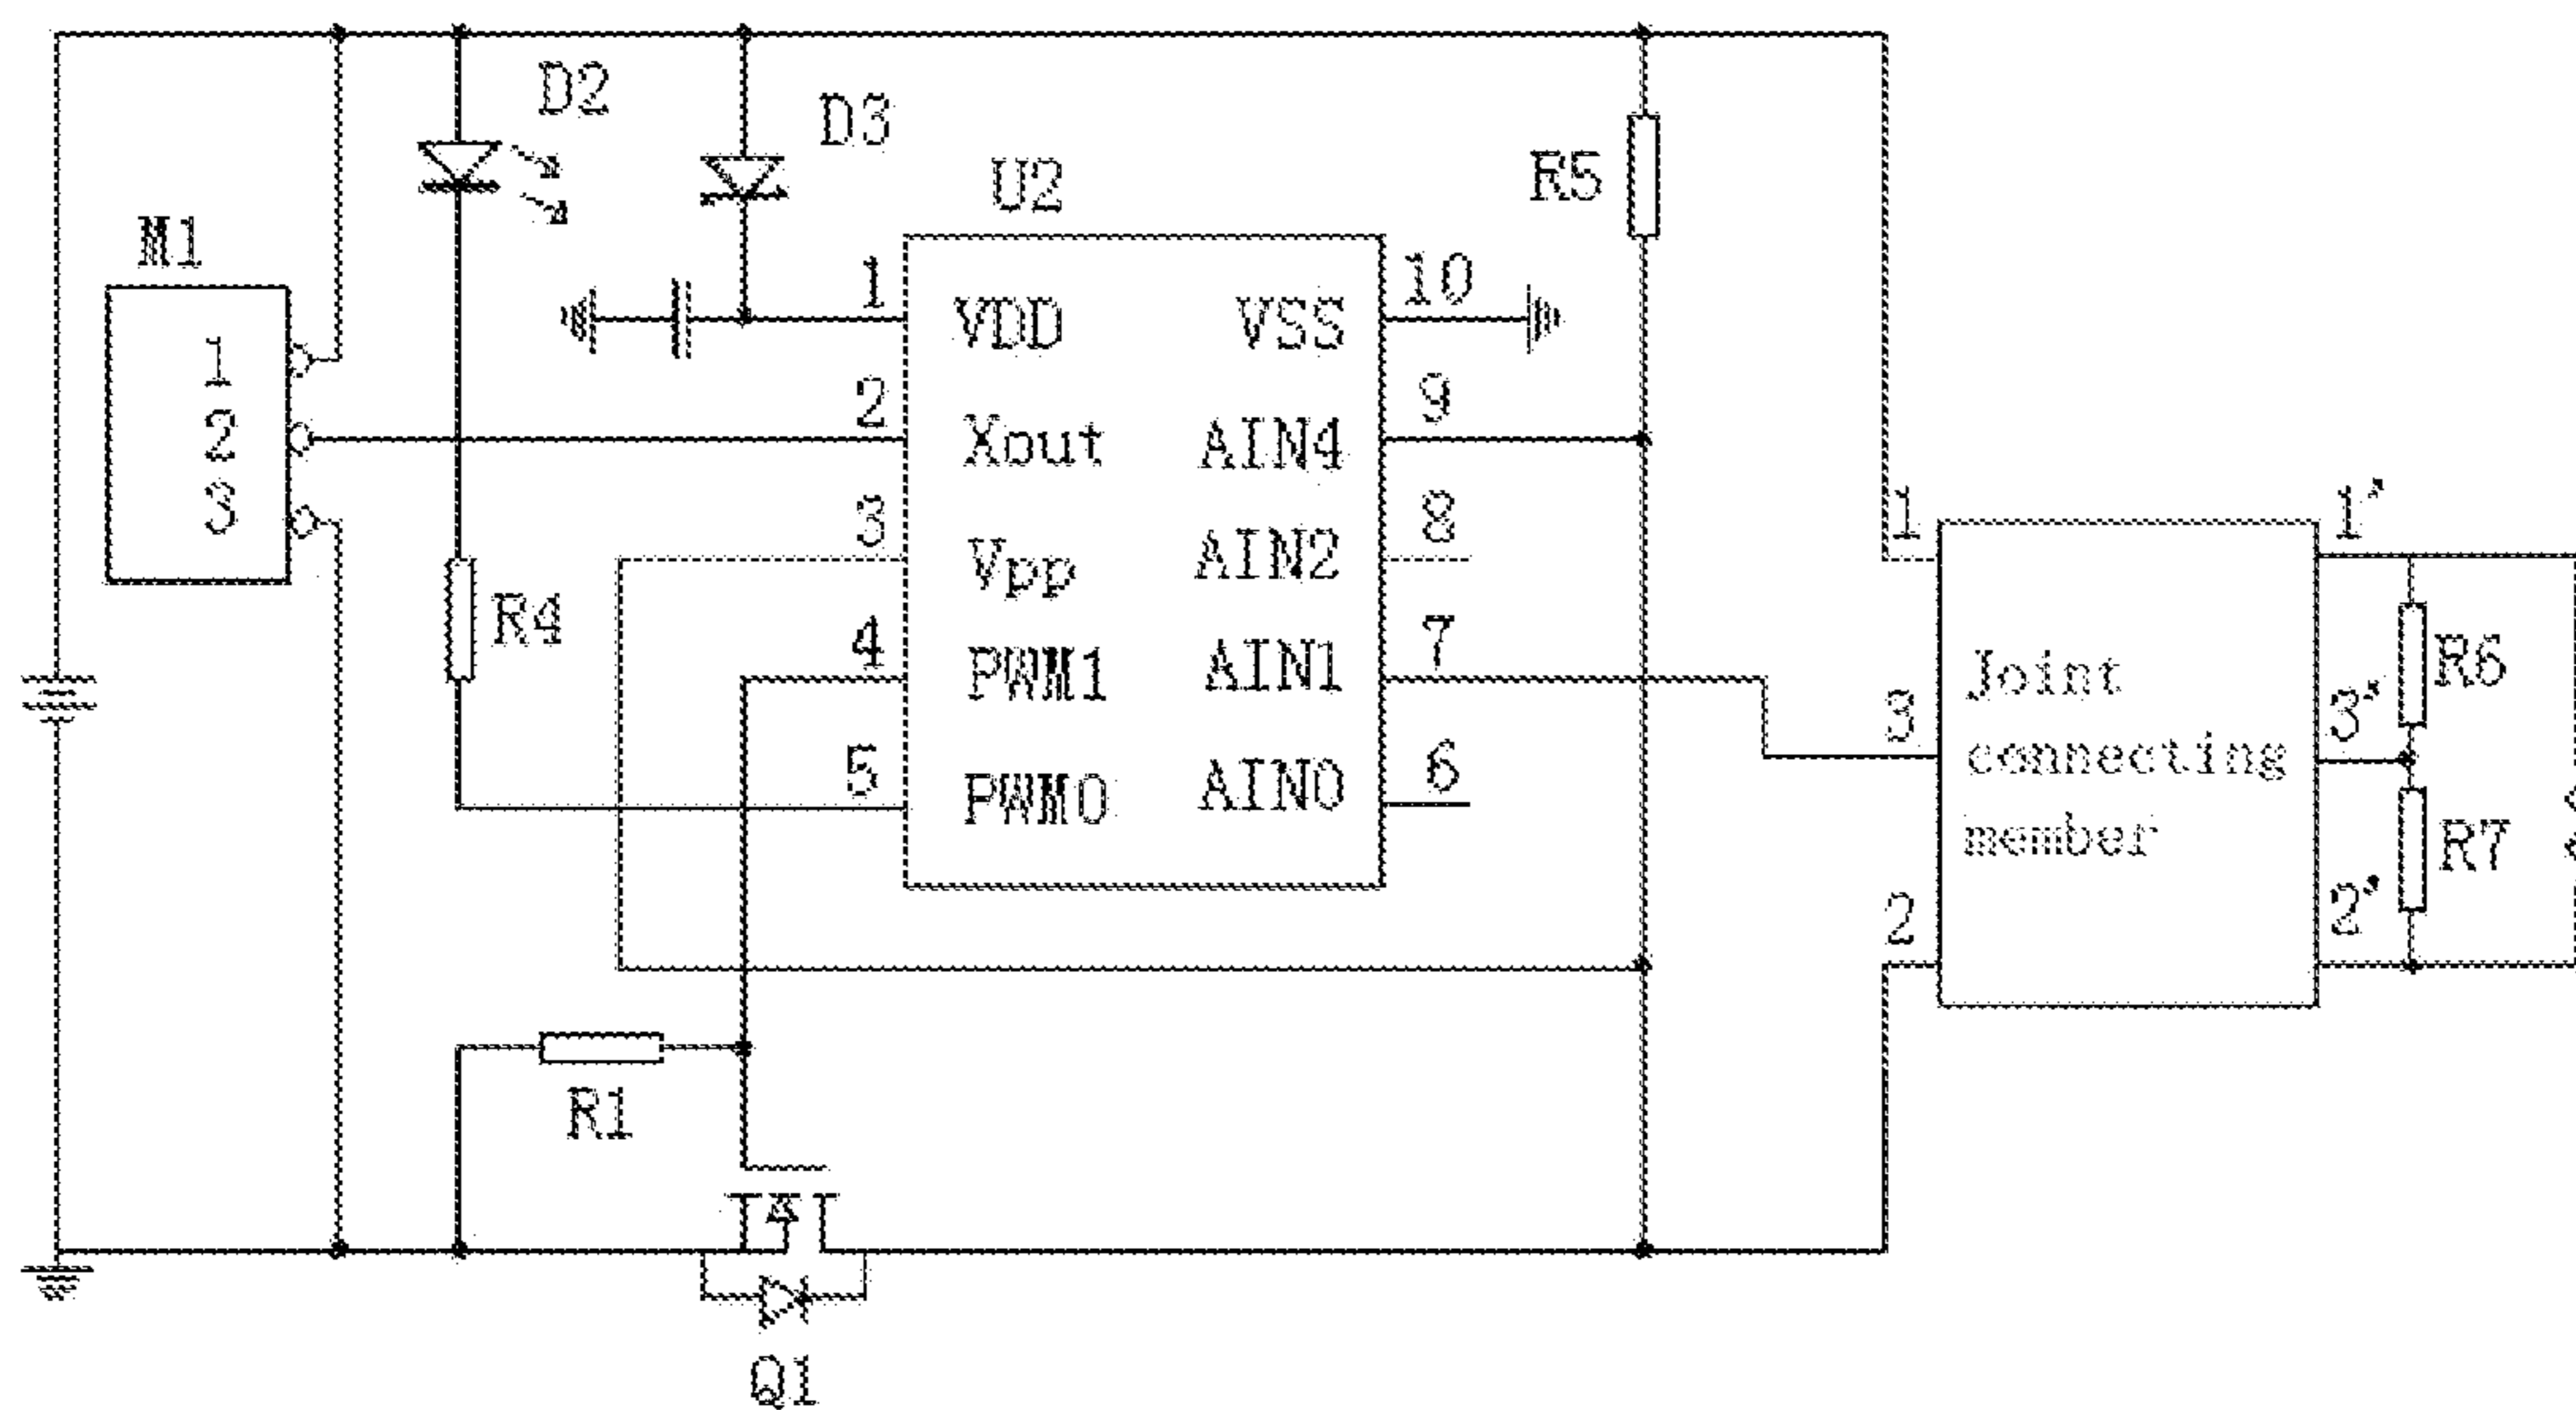 D2
D3
U2
R5
M1
1
2
3
1
2
3
4
5
VDD
Xout
Vpp
PWM1
PWM0
VSS
AIN4
AIN2
AIN1
AIN0
10
9
8
7
6
R4
1
3
2
Joint
connecting
member
1'
3'
2'
R6
R7
R1
Q1